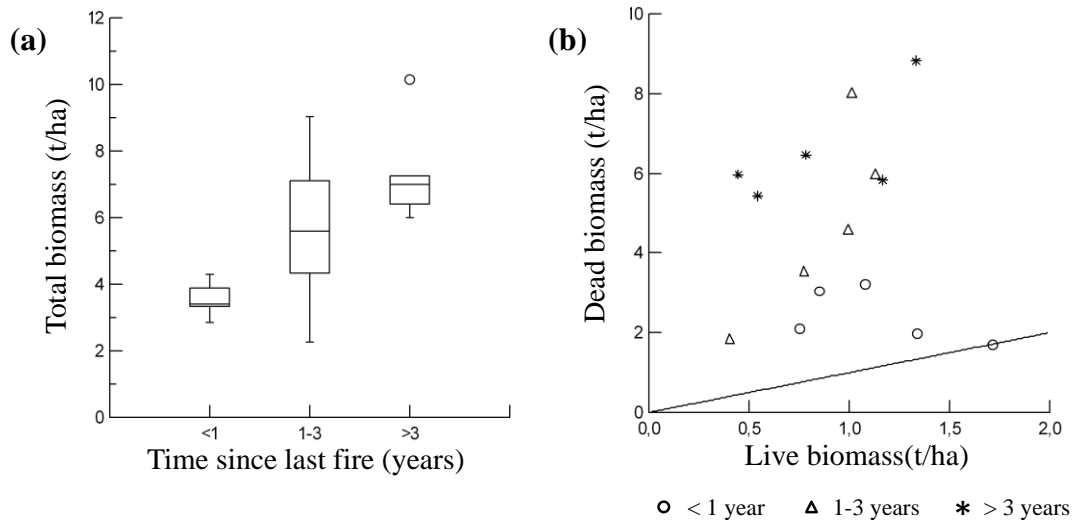 (a)
Total biomass (t/ha)
12
10
8
6
4
2
0
<1
1-3
>3
Time since last fire (years)
(b)
Dead biomass (t/ha)
10
8
6
4
2
0
0,0
0,5
1,0
1,5
2,0
Live biomass(t/ha)
< 1 year
1-3 years
> 3 years